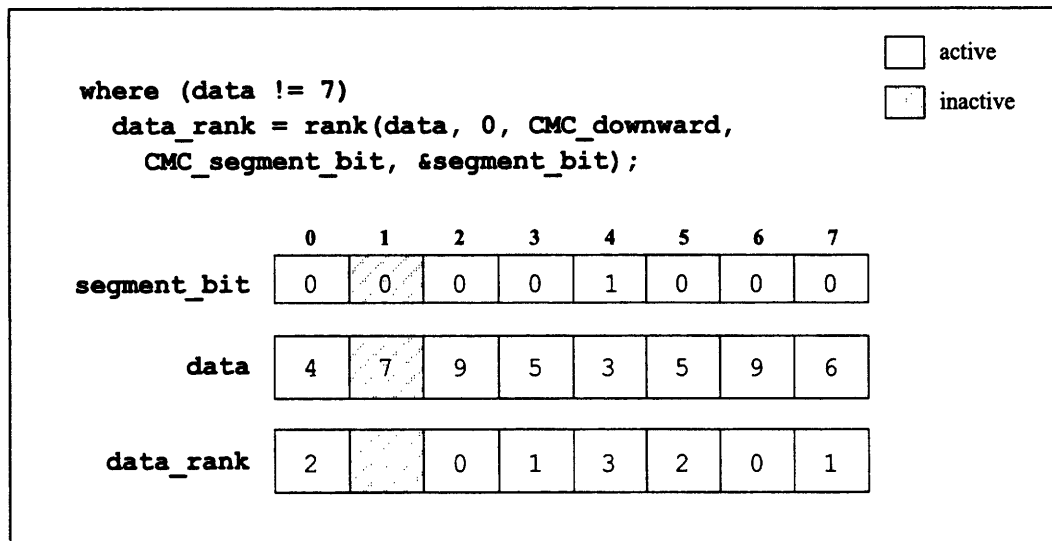 active
inactive
where (data != 7)
data_rank = rank(data, 0, CMC_downward,
CMC_segment_bit, &segment_bit);
0 1 2 3 4 5 6 7
segment_bit 0 0 0 0 1 0 0 0
data 4 7 9 5 3 5 9 6
data_rank 2 0 1 3 2 0 1